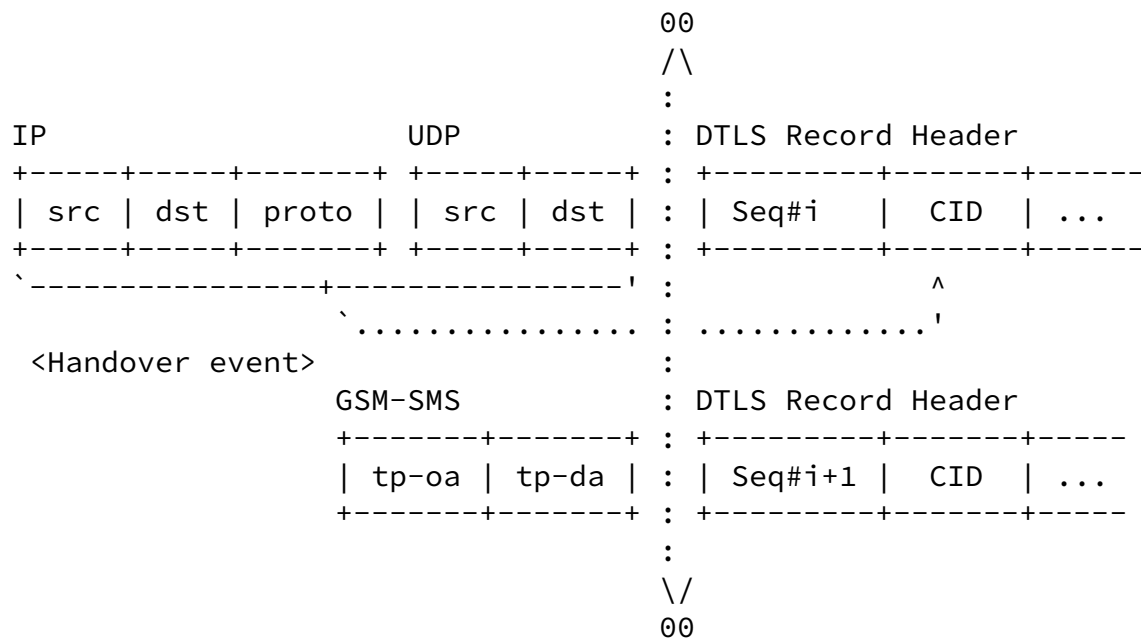 00
                                   /\
                                   :
IP                   UDP           : DTLS Record Header
+-----+-----+-------+ +-----+-----+ : +---------+-------+------
| src | dst | proto | | src | dst | : | Seq#i   |  CID  | ...
+-----+-----+-------+ +-----+-----+ : +---------+-------+------
`----------------+----------------' :             ^
                 `................ : .............'
 <Handover event>                  :
                 GSM-SMS           : DTLS Record Header
                 +-------+-------+ : +---------+-------+-----
                 | tp-oa | tp-da | : | Seq#i+1 |  CID  | ...
                 +-------+-------+ : +---------+-------+-----
                                   :
                                   \/
                                   00